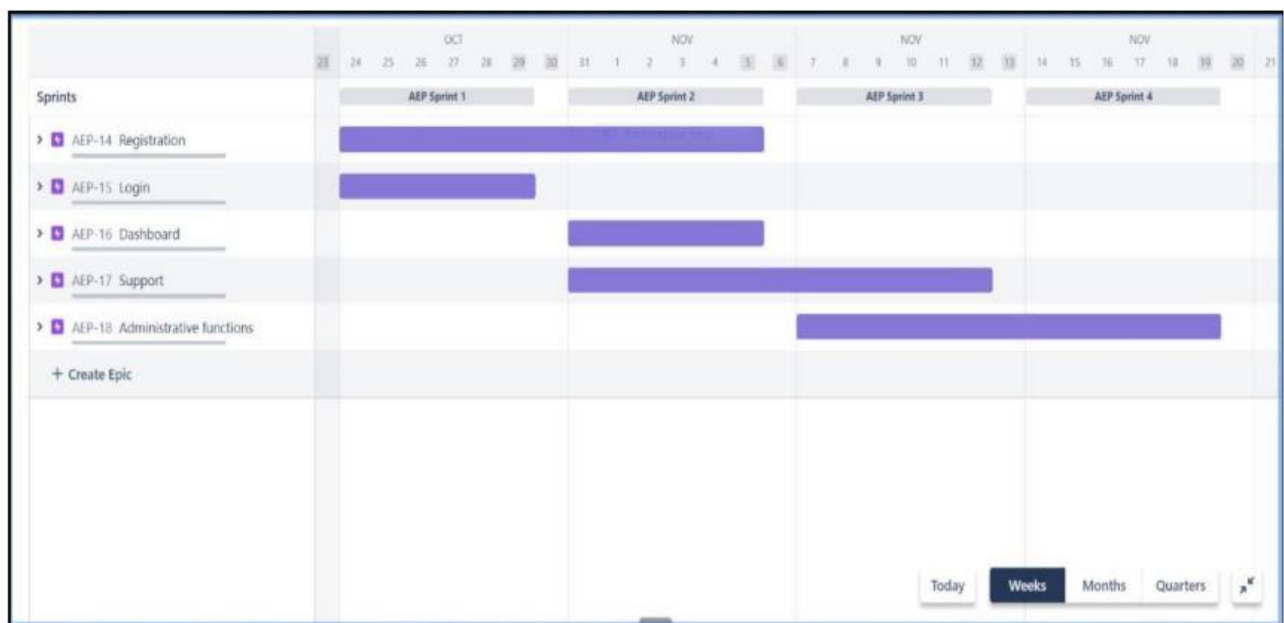 OCT NOV NOV NOV
23 24 25 26 27 28 29 30 31 1 2 3 4 5 6 7 8 9 10 11 12 13 14 15 16 17 18 19 20 21
Sprints AEP Sprint 1 AEP Sprint 2 AEP Sprint 3 AEP Sprint 4
AEP-14 Registration
AEP-15 Login
AEP-16 Dashboard
AEP-17 Support
AEP-18 Administrative functions
+ Create Epic
Today Weeks Months Quarters